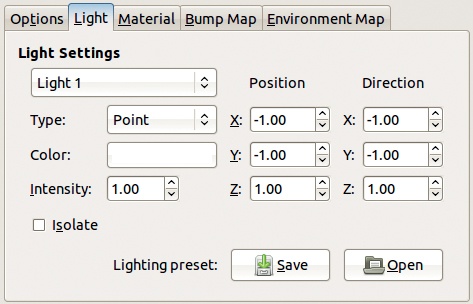 Options Light Material Bump Map Environment Map
Light Settings
Light 1 Position Direction
Type: Point X: -1.00 X: -1.00
Color: Y: -1.00 Y: -1.00
Intensity: 1.00 Z: 1.00 Z: 1.00
Isolate
Lighting preset: Save Open